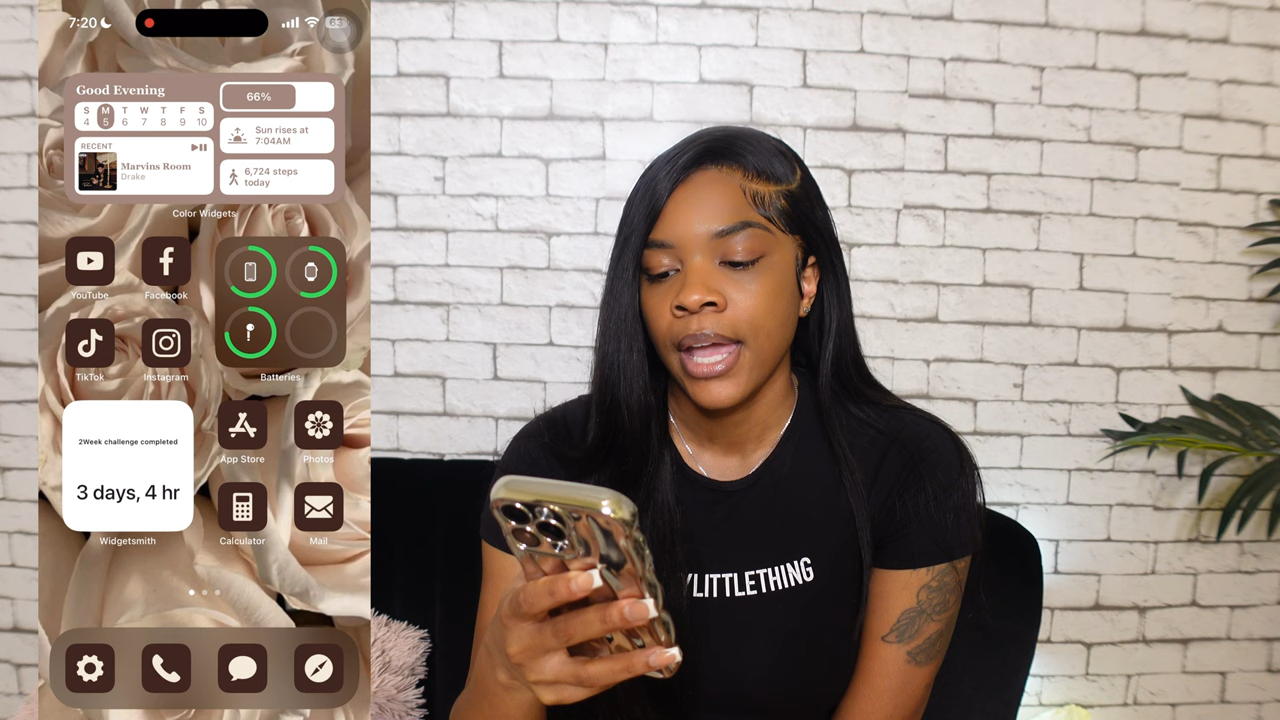 7:20
63
Good Evening
S M T W T F S
4 5 6 7 8 9 10
RECENT
Marvins Room
Drake
66%
Sun rises at
7:04AM
6,724 steps
today
Color Widgets
YouTube
Facebook
TikTok
Instagram
Batteries
2Week challenge completed
3 days, 4 hr
Widgetsmith
App Store
Photos
Calculator
Mail
YLITTLETHING